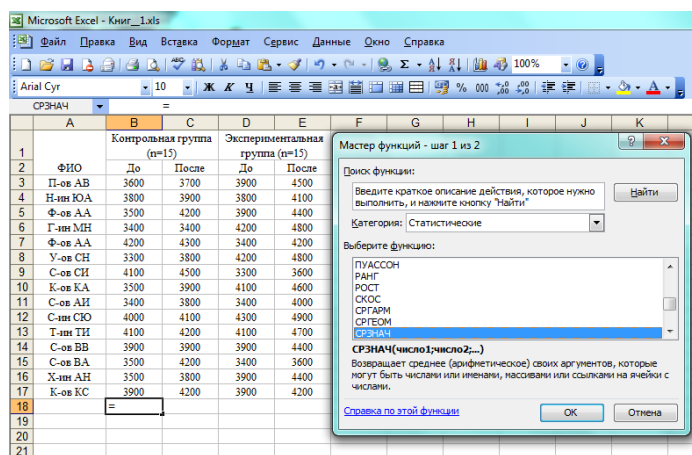 Microsoft Excel - Книг__1.xls
Файл Правка Вид Вставка Формат Сервис Данные Окно Справка
100%
Arial Cyr 10 Ж К Ч % 000
СРЗНАЧ =
A B C D E F G H I J K
1 Контрольная группа (n=15) Экспериментальная группа (n=15)
2 ФИО До После До После
3 П-ов АВ 3600 3700 3900 4500
4 Н-ин ЮА 3800 3900 3800 4100
5 Ф-ов АА 3500 4200 3900 4400
6 Г-ин МН 3400 3400 4200 4800
7 Ф-ов АА 4200 4300 3400 4200
8 У-ов СН 3300 3800 4200 4800
9 С-ов СИ 4100 4500 3300 3600
10 К-ов КА 3500 3900 4100 4600
11 С-ов АИ 3400 3800 3400 4000
12 С-ин СЮ 4000 4100 4300 4900
13 Т-ин ТИ 4100 4200 4100 4700
14 С-ов ВВ 3900 3900 3900 4400
15 С-ов ВА 3500 4200 3400 3600
16 Х-ин АН 3500 3800 3900 4400
17 К-ов КС 3900 4200 3900 4200
18 =
19
20
21
Мастер функций - шаг 1 из 2
Поиск функции:
Введите краткое описание действия, которое нужно
выполнить, и нажмите кнопку "Найти"
Найти
Категория: Статистические
Выберите функцию:
ПУАССОН
РАНГ
РОСТ
СКОС
СРГАРМ
СРГЕОМ
СРЗНАЧ
СРЗНАЧ(число1;число2;...)
Возвращает среднее (арифметическое) своих аргументов, которые
могут быть числами или именами, массивами или ссылками на ячейки с
числами.
Справка по этой функции
ОК Отмена